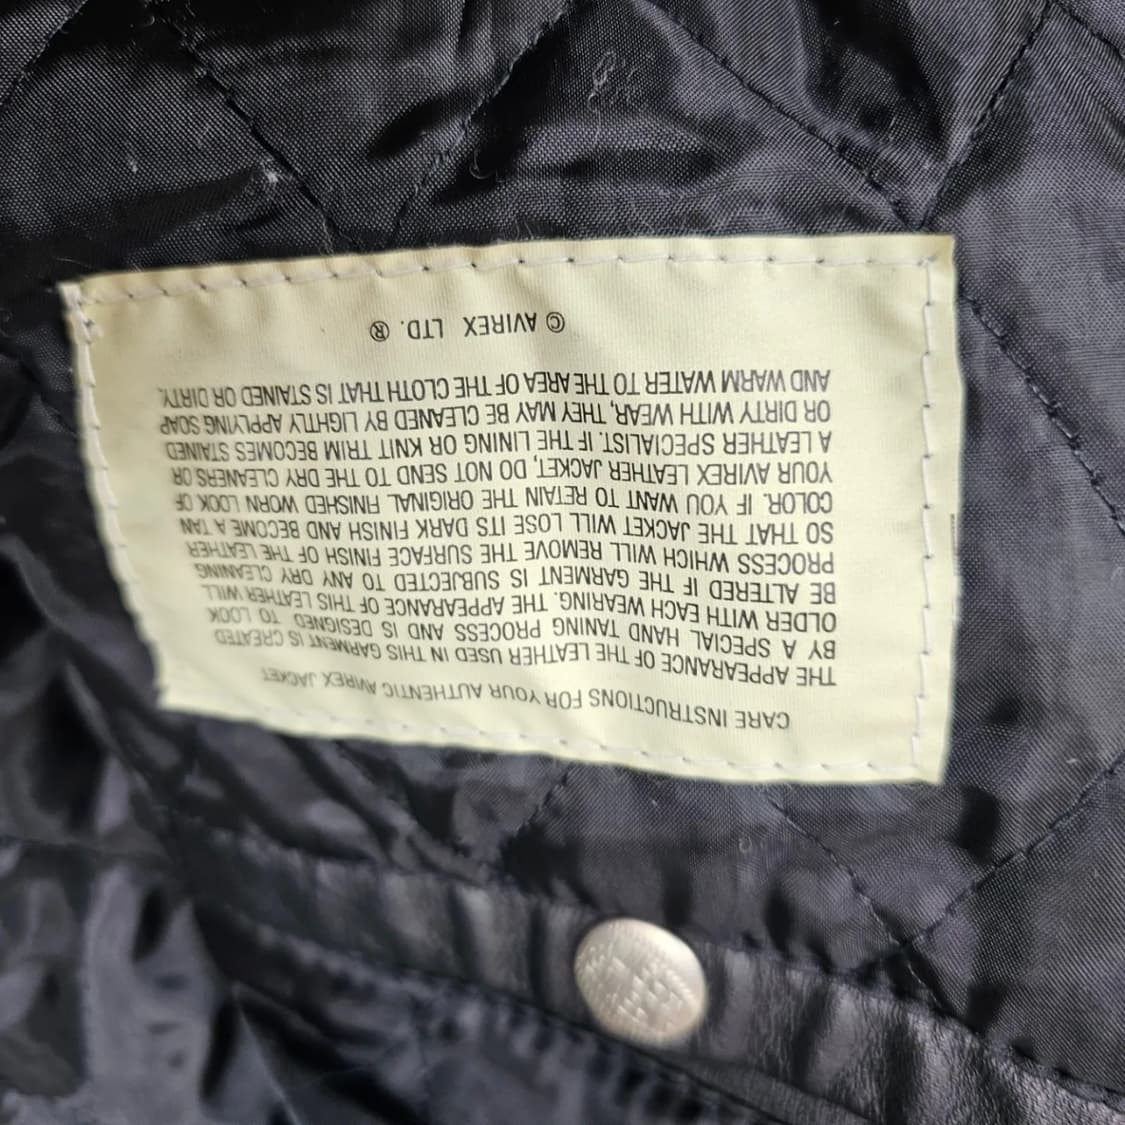 CARE INSTRUCTIONS FOR YOUR AUTHENTIC AVIREX JACKET
THE APPEARANCE OF THE LEATHER USED IN THIS GARMENT IS CREATED
BY A SPECIAL HAND TANING PROCESS AND IS DESIGNED TO LOOK
OLDER WITH EACH WEARING. THE APPEARANCE OF THIS LEATHER WILL
BE ALTERED IF THE GARMENT IS SUBJECTED TO ANY DRY CLEANING
PROCESS WHICH WILL REMOVE THE SURFACE FINISH OF THE LEATHER
SO THAT THE JACKET WILL LOSE ITS DARK FINISH AND BECOME A TAN
COLOR. IF YOU WANT TO RETAIN THE ORIGINAL FINISHED WORN LOOK OF
YOUR AVIREX LEATHER JACKET, DO NOT SEND TO THE DRY CLEANERS OR
A LEATHER SPECIALIST. IF THE LINING OR KNIT TRIM BECOMES STAINED
OR DIRTY WITH WEAR, THEY MAY BE CLEANED BY LIGHTLY APPLYING SOAP
AND WARM WATER TO THE AREA OF THE CLOTH THAT IS STAINED OR DIRTY.
© AVIREX LTD. ®